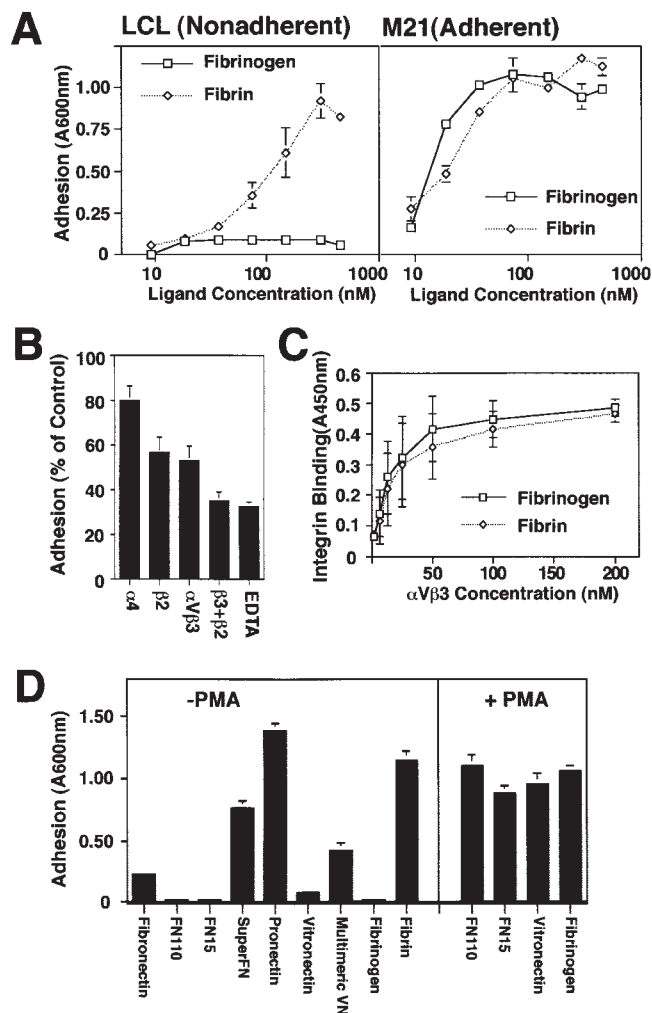 A
LCL (Nonadherent)
M21(Adherent)
Adhesion (A600nm)
1.00
0.75
0.50
0.25
0
Fibrinogen
Fibrin
Fibrinogen
Fibrin
10
100
1000
10
100
1000
Ligand Concentration (nM)
Ligand Concentration (nM)
B
Adhesion (% of Control)
100
80
60
40
20
0
α4
β2
αVβ3
β3+β2
EDTA
C
Integrin Binding(A450nm)
0.6
0.5
0.4
0.3
0.2
0.1
0
Fibrinogen
Fibrin
50
100
150
200
αVβ3 Concentration (nM)
D
-PMA
+ PMA
Adhesion (A600nm)
1.50
1.00
0.50
0
Fibronectin
FN110
FN15
SuperFN
Pronectin
Vitronectin
Multimeric VN
Fibrinogen
Fibrin
FN110
FN15
Vitronectin
Fibrinogen